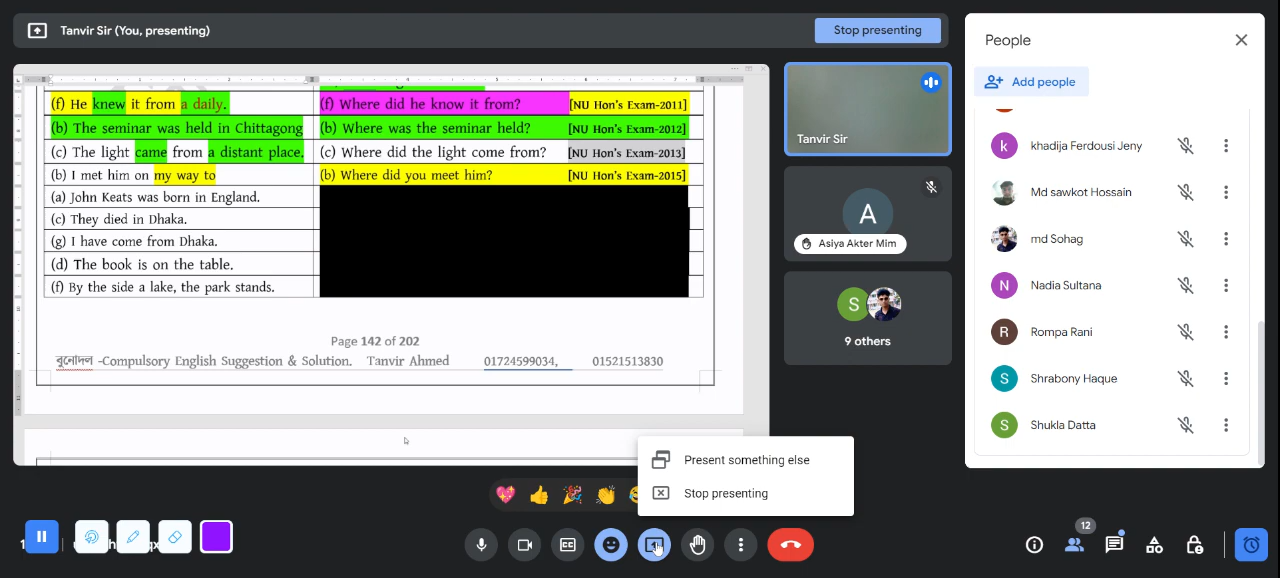 Tanvir Sir (You, presenting)
Stop presenting
People
Add people
(f) He knew it from a daily.
(f) Where did he know it from? [NU Hon's Exam-2011]
(b) The seminar was held in Chittagong
(b) Where was the seminar held? [NU Hon's Exam-2012]
(c) The light came from a distant place.
(c) Where did the light come from? [NU Hon's Exam-2013]
(b) I met him on my way to
(b) Where did you meet him? [NU Hon's Exam-2015]
(a) John Keats was born in England.
(c) They died in Dhaka.
(g) I have come from Dhaka.
(d) The book is on the table.
(f) By the side a lake, the park stands.
Page 142 of 202
বুনোদল -Compulsory English Suggestion & Solution. Tanvir Ahmed 01724599034, 01521513830
Tanvir Sir
A
Asiya Akter Mim
S
9 others
k
khadija Ferdousi Jeny
Md sawkot Hossain
md Sohag
N
Nadia Sultana
R
Rompa Rani
S
Shrabony Haque
S
Shukla Datta
Present something else
Stop presenting
12